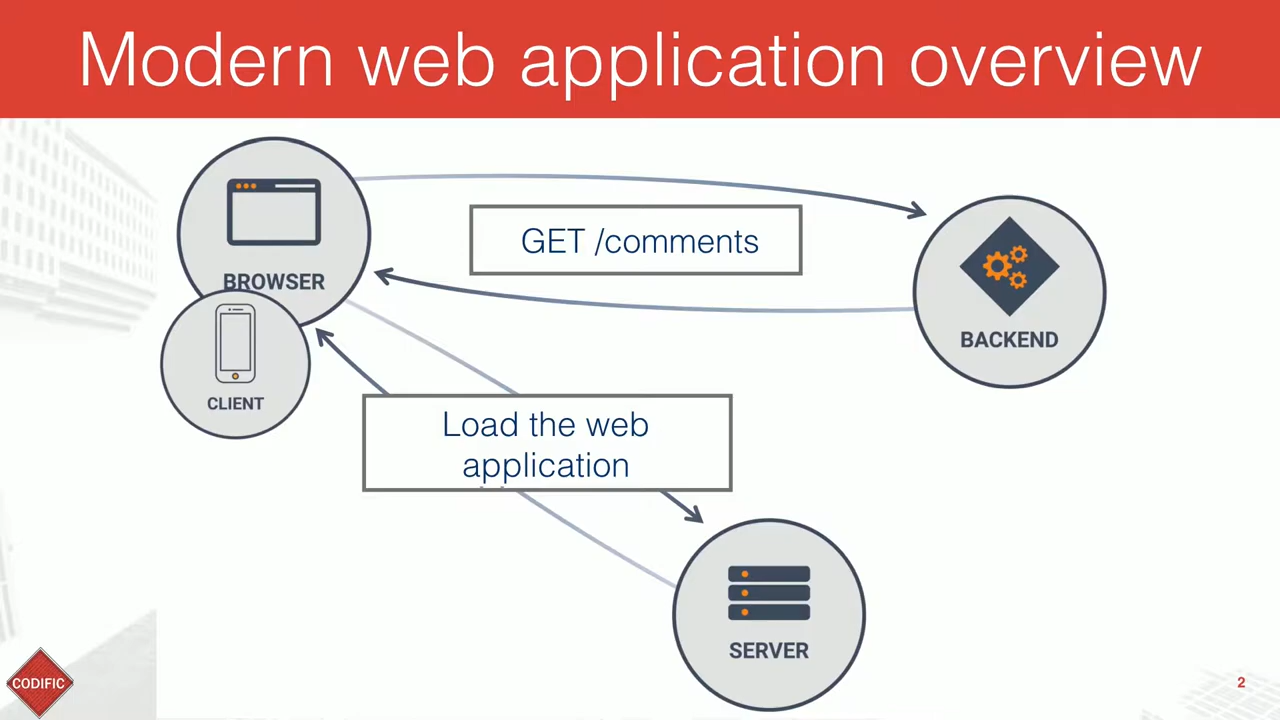 Modern web application overview
BROWSER
GET /comments
BACKEND
CLIENT
Load the web
application
SERVER
CODIFIC
2